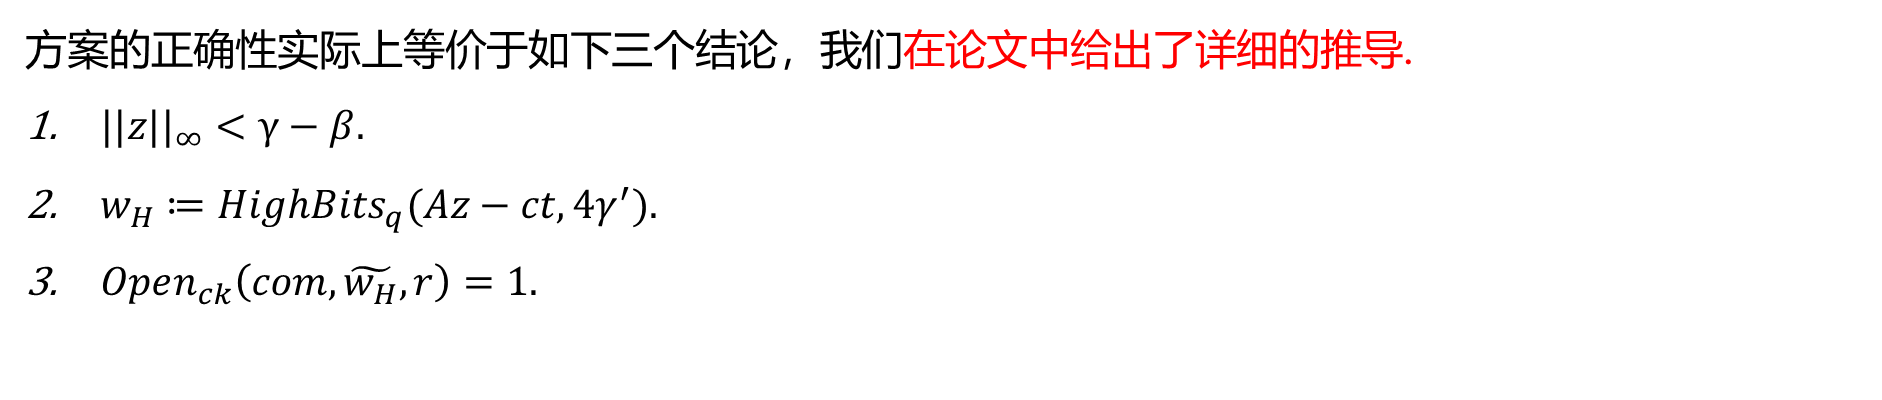 方案的正确性实际上等价于如下三个结论，我们在论文中给出了详细的推导.
1. ||z||∞ < γ − β.
2. w_H ≔ HighBits_q(Az − ct, 4γ′).
3. Open_ck(com, w̃_H, r) = 1.